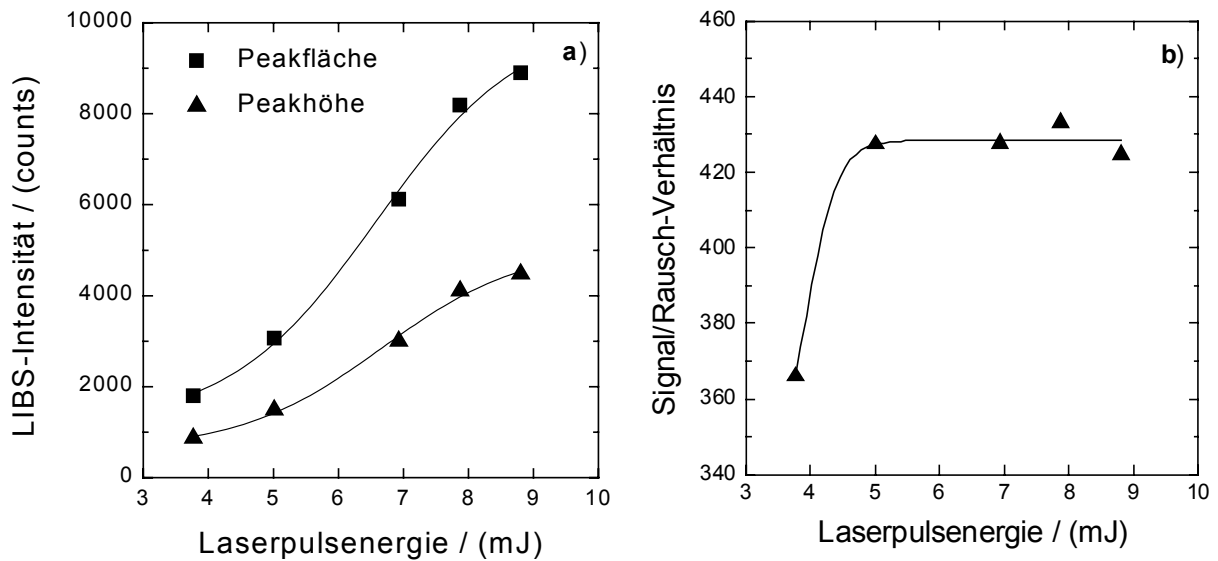 a)
Peakfläche
Peakhöhe
LIBS-Intensität / (counts)
10000
8000
6000
4000
2000
0
3 4 5 6 7 8 9 10
Laserpulsenergie / (mJ)
b)
Signal/Rausch-Verhältnis
460
440
420
400
380
360
340
3 4 5 6 7 8 9 10
Laserpulsenergie / (mJ)